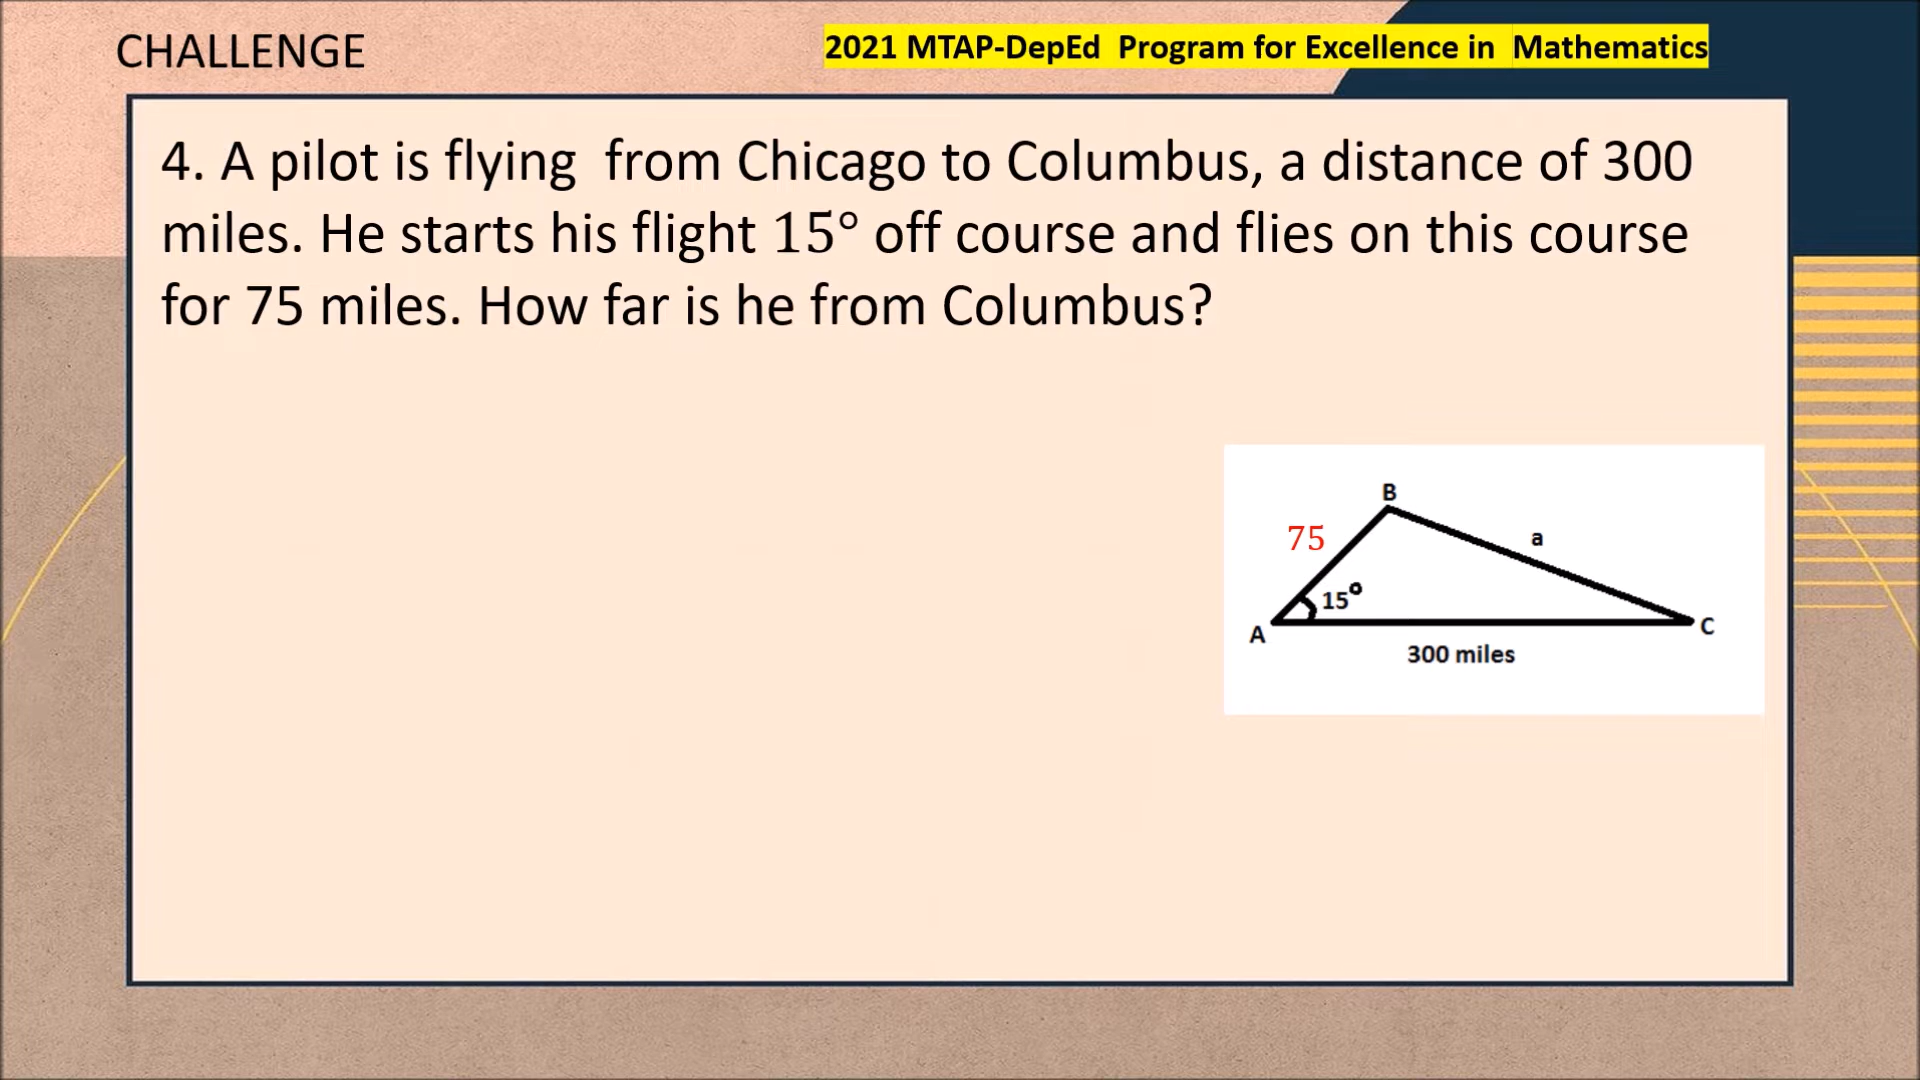 CHALLENGE
2021 MTAP-DepEd Program for Excellence in Mathematics
4. A pilot is flying from Chicago to Columbus, a distance of 300
miles. He starts his flight 15° off course and flies on this course
for 75 miles. How far is he from Columbus?
B
75
a
15°
A
C
300 miles